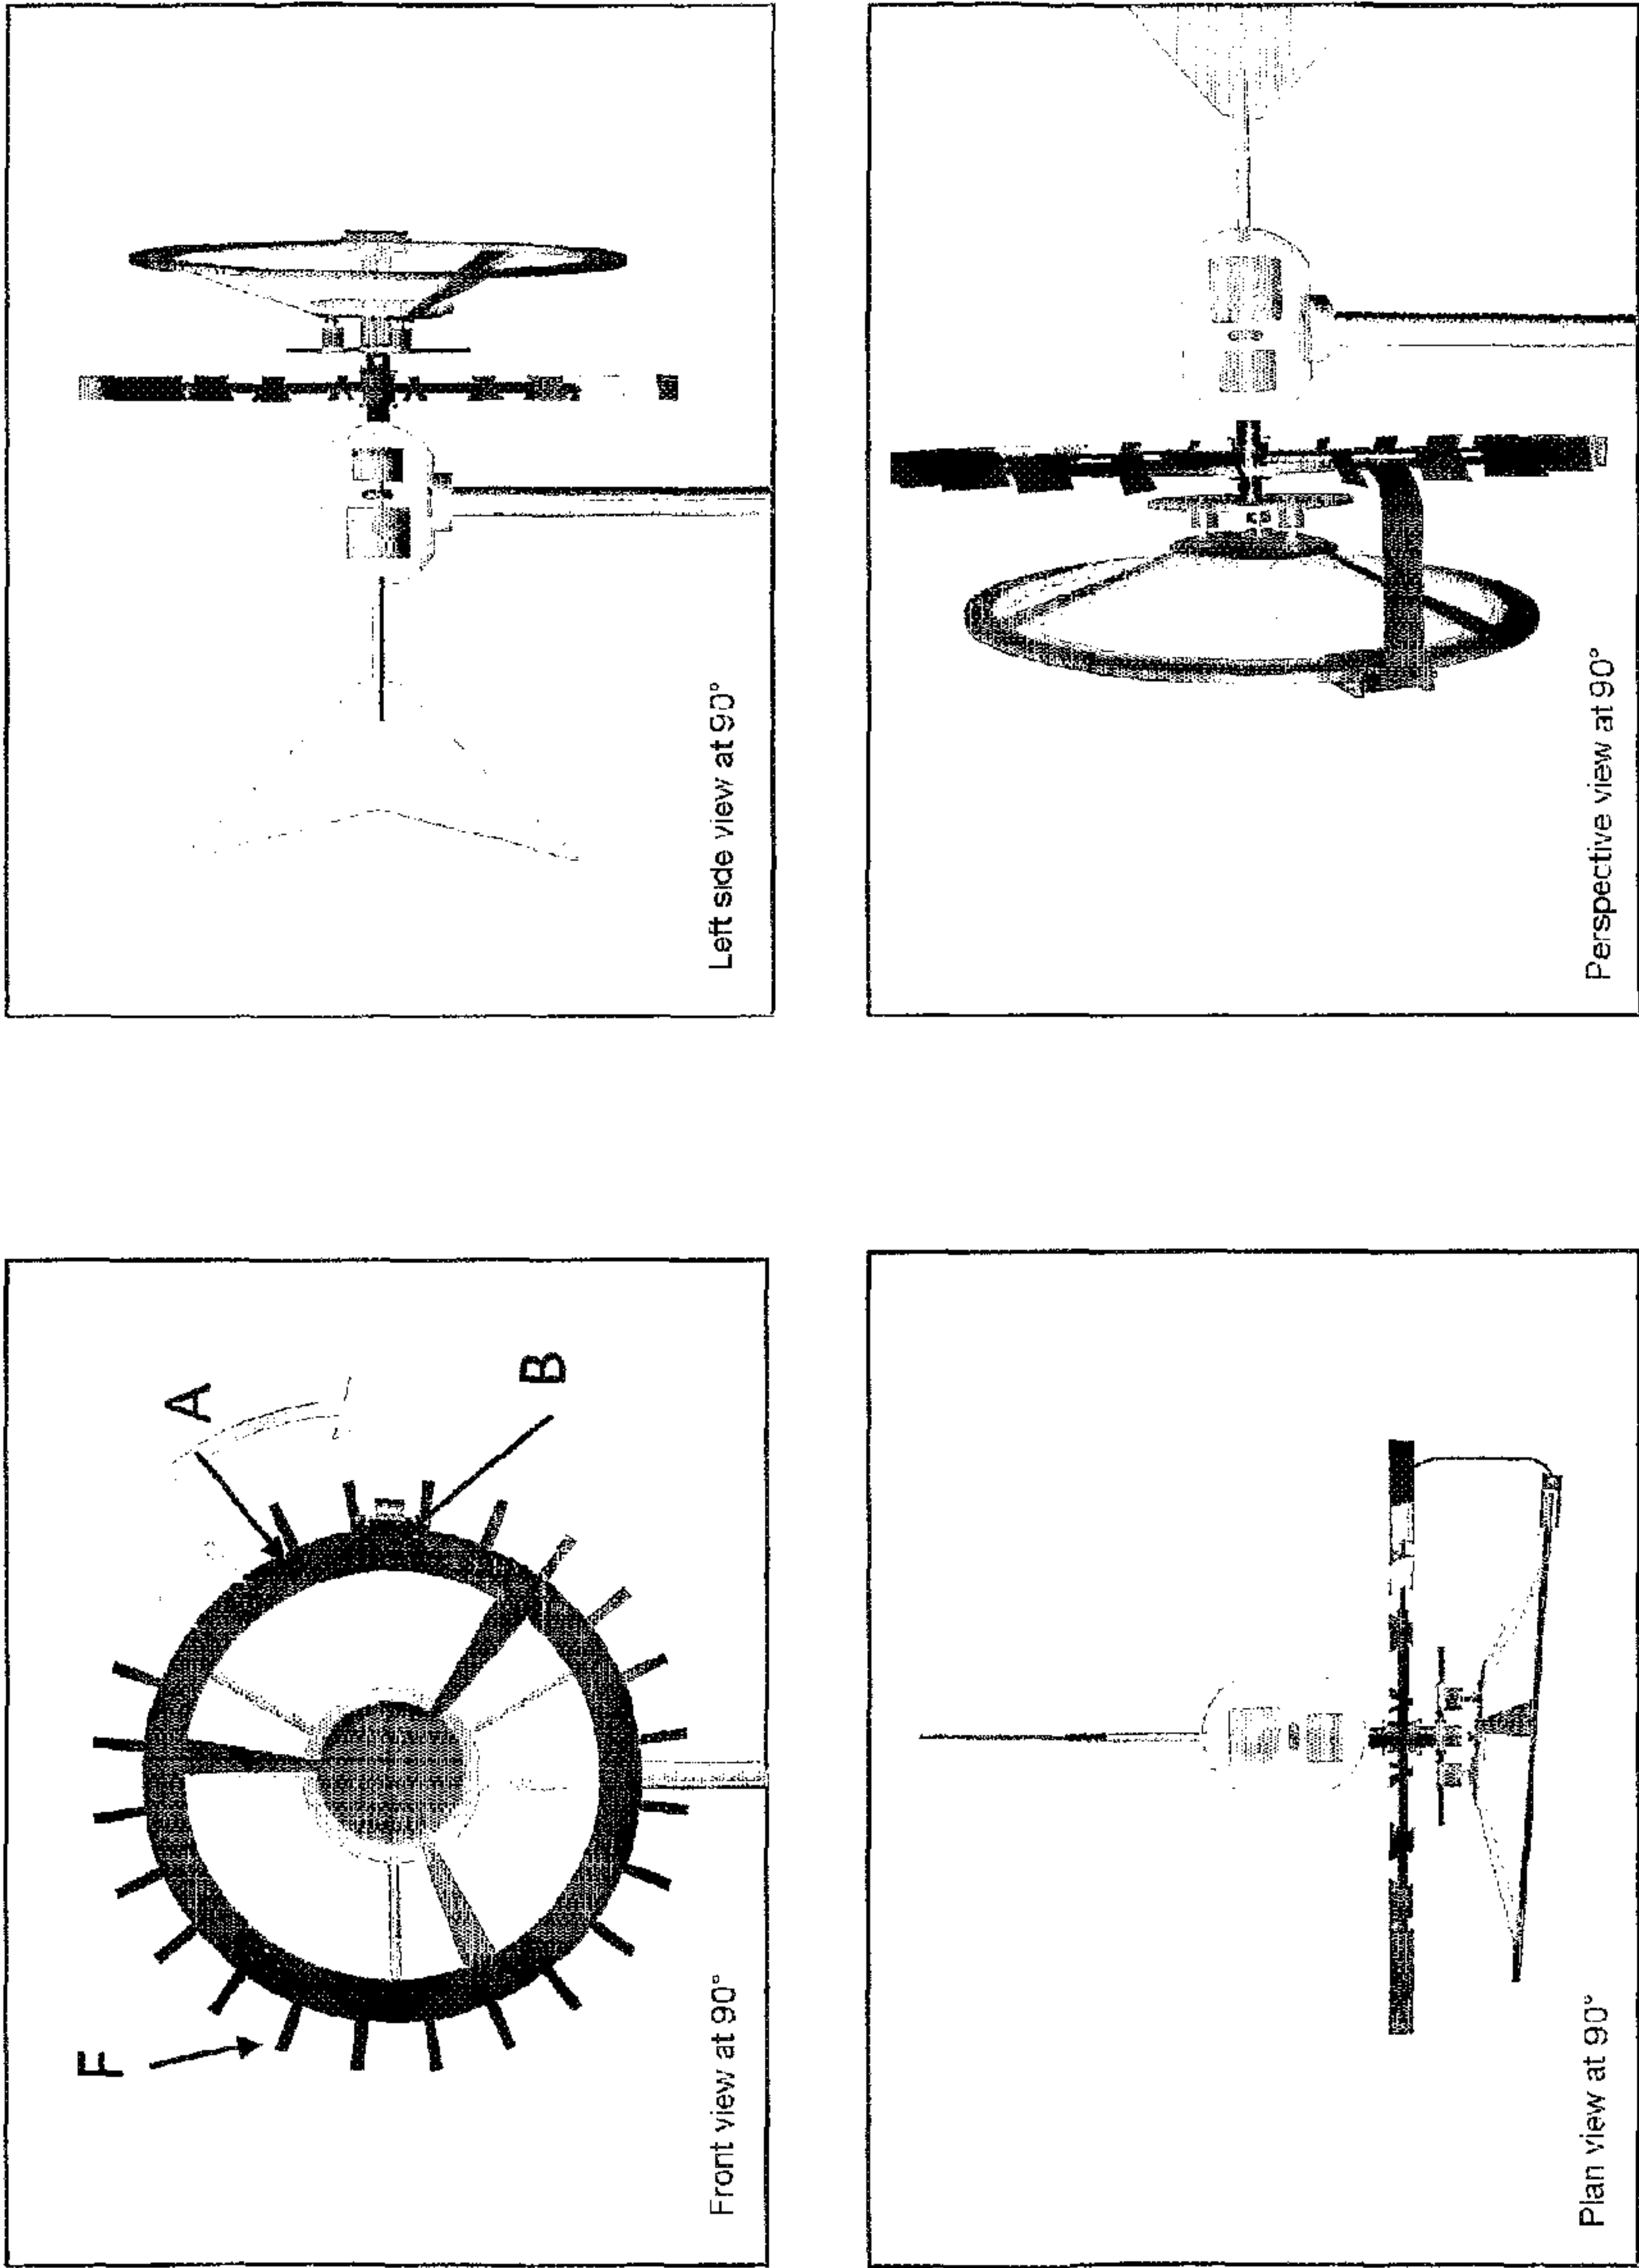 F
A
B
Front view at 90°
Left side view at 90°
Plan view at 90°
Perspective view at 90°